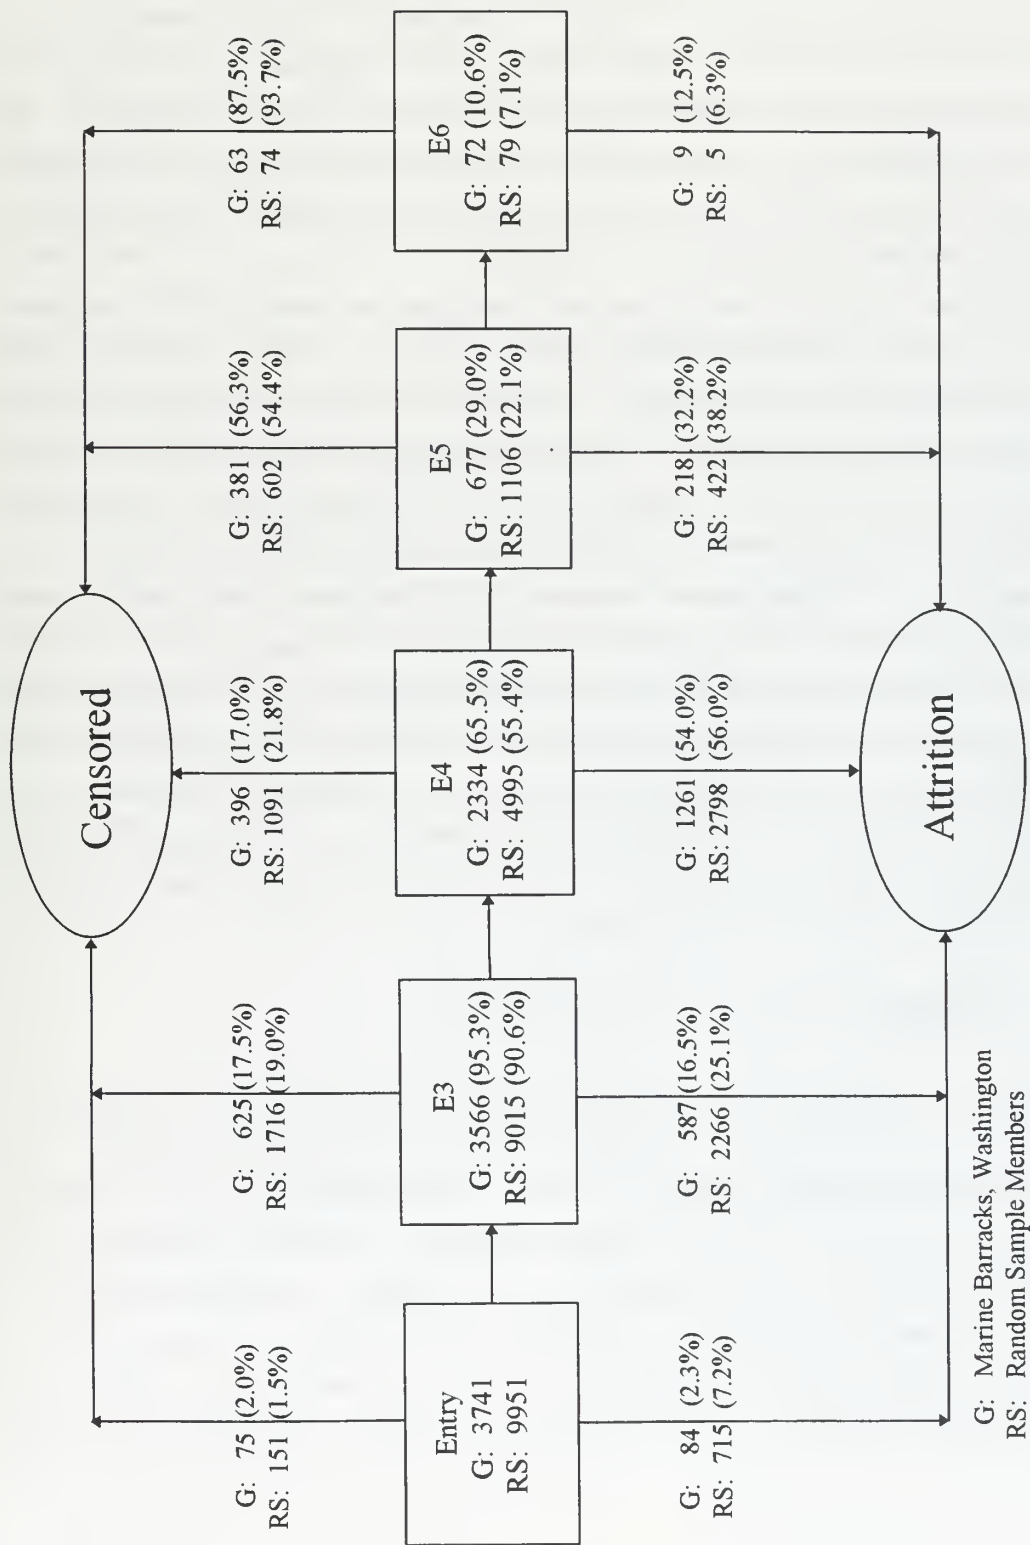 Censored
G: 75 (2.0%)
RS: 151 (1.5%)
G: 625 (17.5%)
RS: 1716 (19.0%)
G: 396 (17.0%)
RS: 1091 (21.8%)
G: 381 (56.3%)
RS: 602 (54.4%)
G: 63 (87.5%)
RS: 74 (93.7%)
Entry
G: 3741
RS: 9951
E3
G: 3566 (95.3%)
RS: 9015 (90.6%)
E4
G: 2334 (65.5%)
RS: 4995 (55.4%)
E5
G: 677 (29.0%)
RS: 1106 (22.1%)
E6
G: 72 (10.6%)
RS: 79 (7.1%)
G: 84 (2.3%)
RS: 715 (7.2%)
G: 587 (16.5%)
RS: 2266 (25.1%)
G: 1261 (54.0%)
RS: 2798 (56.0%)
G: 218 (32.2%)
RS: 422 (38.2%)
G: 9 (12.5%)
RS: 5 (6.3%)
Attrition
G: Marine Barracks, Washington
RS: Random Sample Members